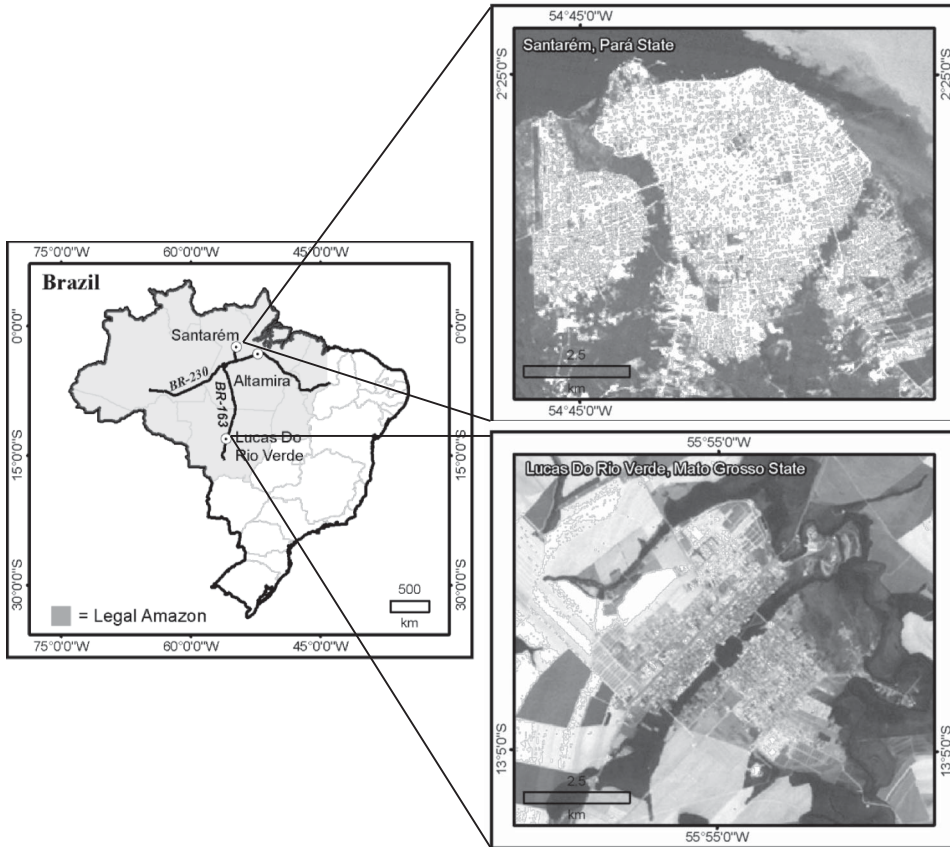 54°45'0"W
Santarém, Pará State
2°25'0"S
2°25'0"S
2.5
km
54°45'0"W
75°0'0"W 60°0'0"W 45°0'0"W
Brazil
0°0'0"
0°0'0"
Santarém
BR-230
Altamira
BR-163
Lucas Do
Rio Verde
15°0'0"S
15°0'0"S
30°0'0"S
30°0'0"S
500
km
= Legal Amazon
75°0'0"W 60°0'0"W 45°0'0"W
55°55'0"W
Lucas Do Rio Verde, Mato Grosso State
13°5'0"S
13°5'0"S
2.5
km
55°55'0"W